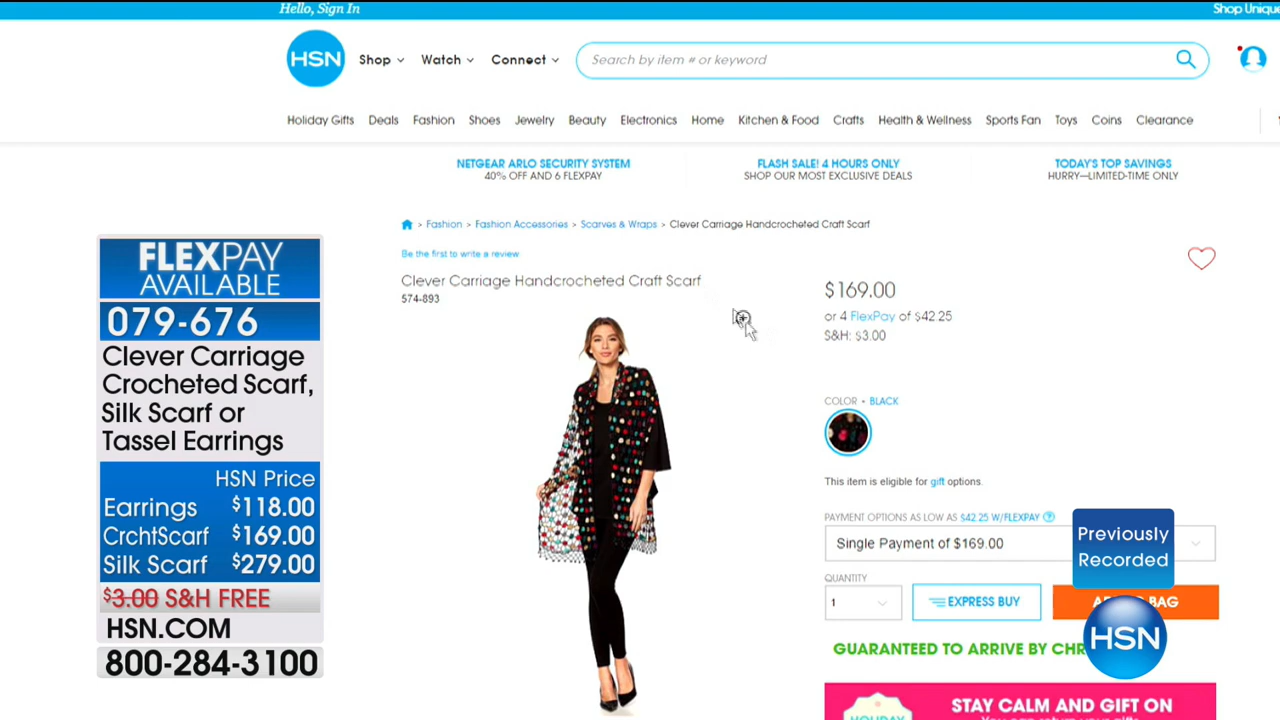 Hello, Sign In
Shop Unique
HSN
Shop
Watch
Connect
Search by item # or keyword
Holiday Gifts
Deals
Fashion
Shoes
Jewelry
Beauty
Electronics
Home
Kitchen & Food
Crafts
Health & Wellness
Sports Fan
Toys
Coins
Clearance
NETGEAR ARLO SECURITY SYSTEM
40% OFF AND 6 FLEXPAY
FLASH SALE! 4 HOURS ONLY
SHOP OUR MOST EXCLUSIVE DEALS
TODAY'S TOP SAVINGS
HURRY—LIMITED-TIME ONLY
> Fashion > Fashion Accessories > Scarves & Wraps > Clever Carriage Handcrocheted Craft Scarf
Be the first to write a review
Clever Carriage Handcrocheted Craft Scarf
574-893
$169.00
or 4 FlexPay of $42.25
S&H: $3.00
COLOR • BLACK
This item is eligible for gift options.
PAYMENT OPTIONS AS LOW AS $42.25 W/FLEXPAY ?
Single Payment of $169.00
QUANTITY
1
EXPRESS BUY
BAG
GUARANTEED TO ARRIVE BY CHR
STAY CALM AND GIFT ON
HOLIDAY
FLEXPAY
AVAILABLE
079-676
Clever Carriage
Crocheted Scarf,
Silk Scarf or
Tassel Earrings
HSN Price
Earrings $118.00
CrchtScarf $169.00
Silk Scarf $279.00
$3.00 S&H FREE
HSN.COM
800-284-3100
Previously
Recorded
HSN